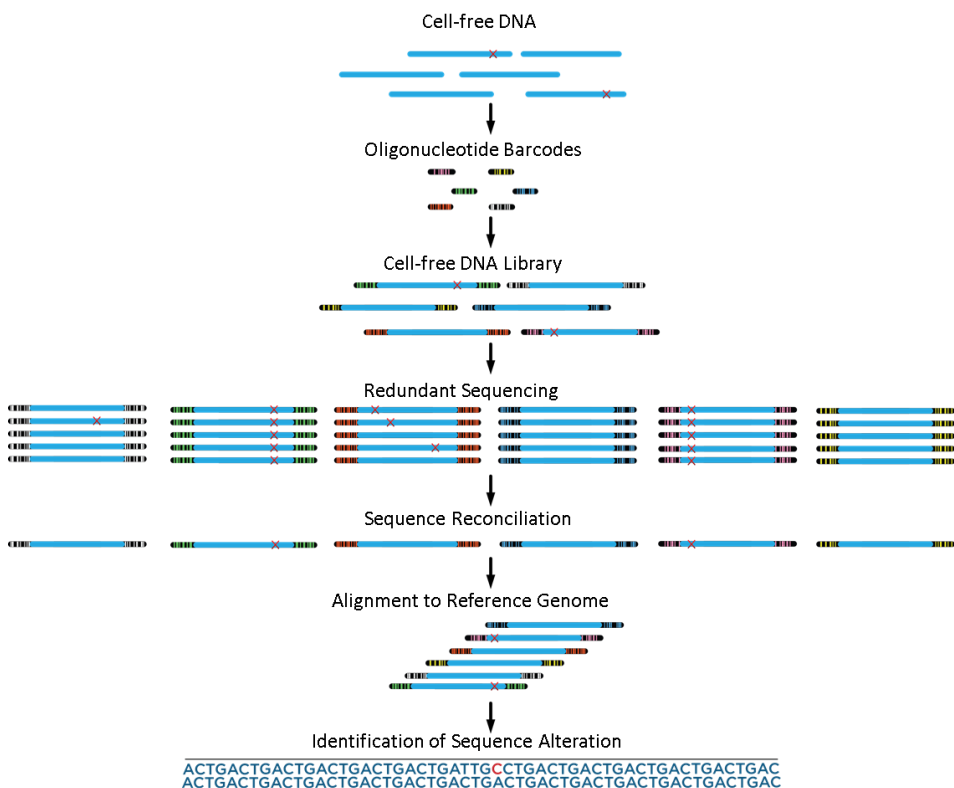 Cell-free DNA
Oligonucleotide Barcodes
Cell-free DNA Library
Redundant Sequencing
Sequence Reconciliation
Alignment to Reference Genome
Identification of Sequence Alteration
ACTGACTGACTGACTGACTGACTGATTGCCTGACTGACTGACTGACTGACTGAC
ACTGACTGACTGACTGACTGACTGACTGACTGACTGACTGACTGACTGACTGAC